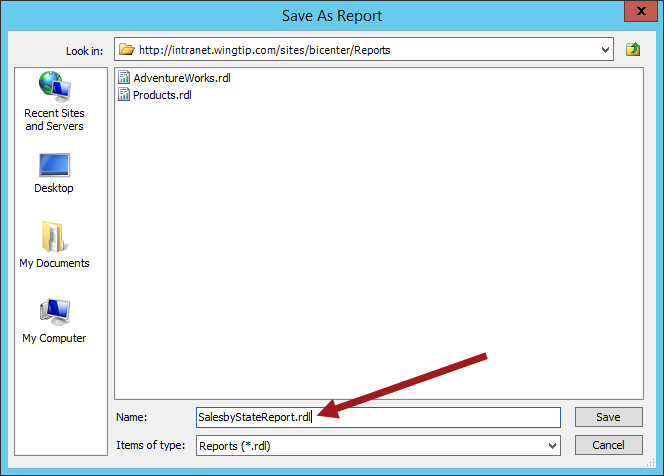 Save As Report
x
Look in: http://intranet.wingtip.com/sites/bicenter/Reports
AdventureWorks.rdl
Products.rdl
Recent Sites
and Servers
Desktop
My Documents
My Computer
Name: SalesbyStateReport.rdl Save
Items of type: Reports (*.rdl) Cancel